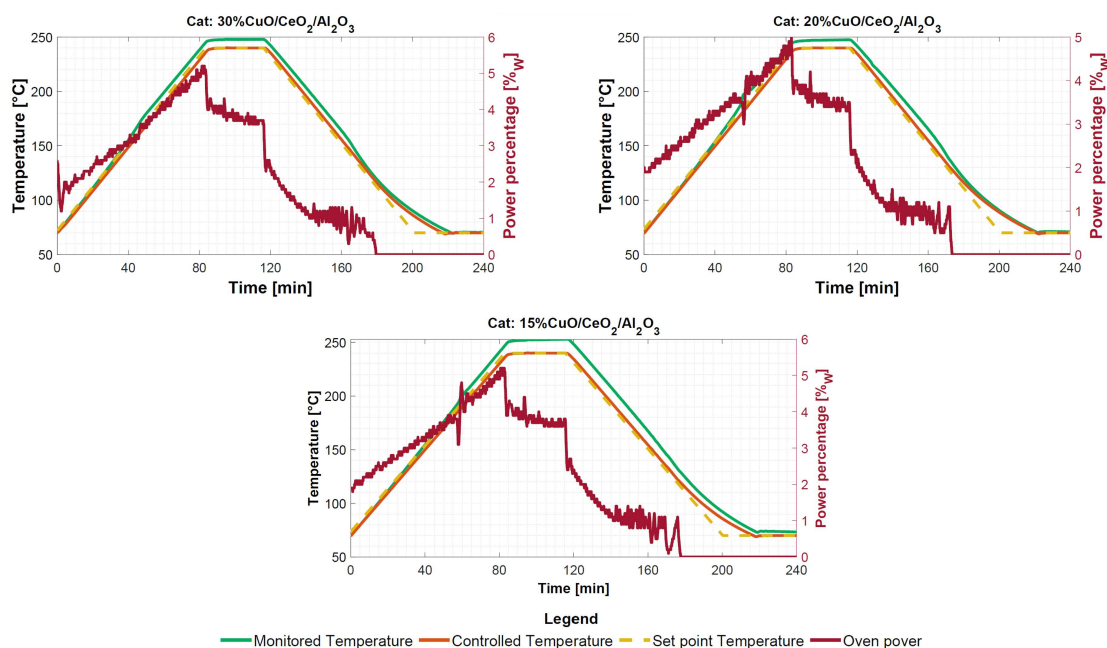 Cat: 30%CuO/CeO₂/Al₂O₃
250
200
150
100
50
Temperature [°C]
6
5
4
3
2
1
0
Power percentage [%w]
0 40 80 120 160 200 240
Time [min]
Cat: 20%CuO/CeO₂/Al₂O₃
250
200
150
100
50
Temperature [°C]
5
4
3
2
1
0
Power percentage [%w]
0 40 80 120 160 200 240
Time [min]
Cat: 15%CuO/CeO₂/Al₂O₃
250
200
150
100
50
Temperature [°C]
6
5
4
3
2
1
0
Power percentage [%w]
0 40 80 120 160 200 240
Time [min]
Legend
Monitored Temperature Controlled Temperature Set point Temperature Oven pover